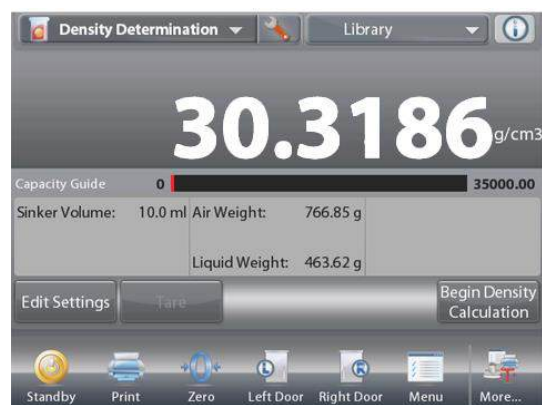 Density Determination
Library
30.3186 g/cm3
Capacity Guide 0 35000.00
Sinker Volume: 10.0 ml Air Weight: 766.85 g
Liquid Weight: 463.62 g
Edit Settings Tare Begin Density
Calculation
Standby Print Zero Left Door Right Door Menu More...